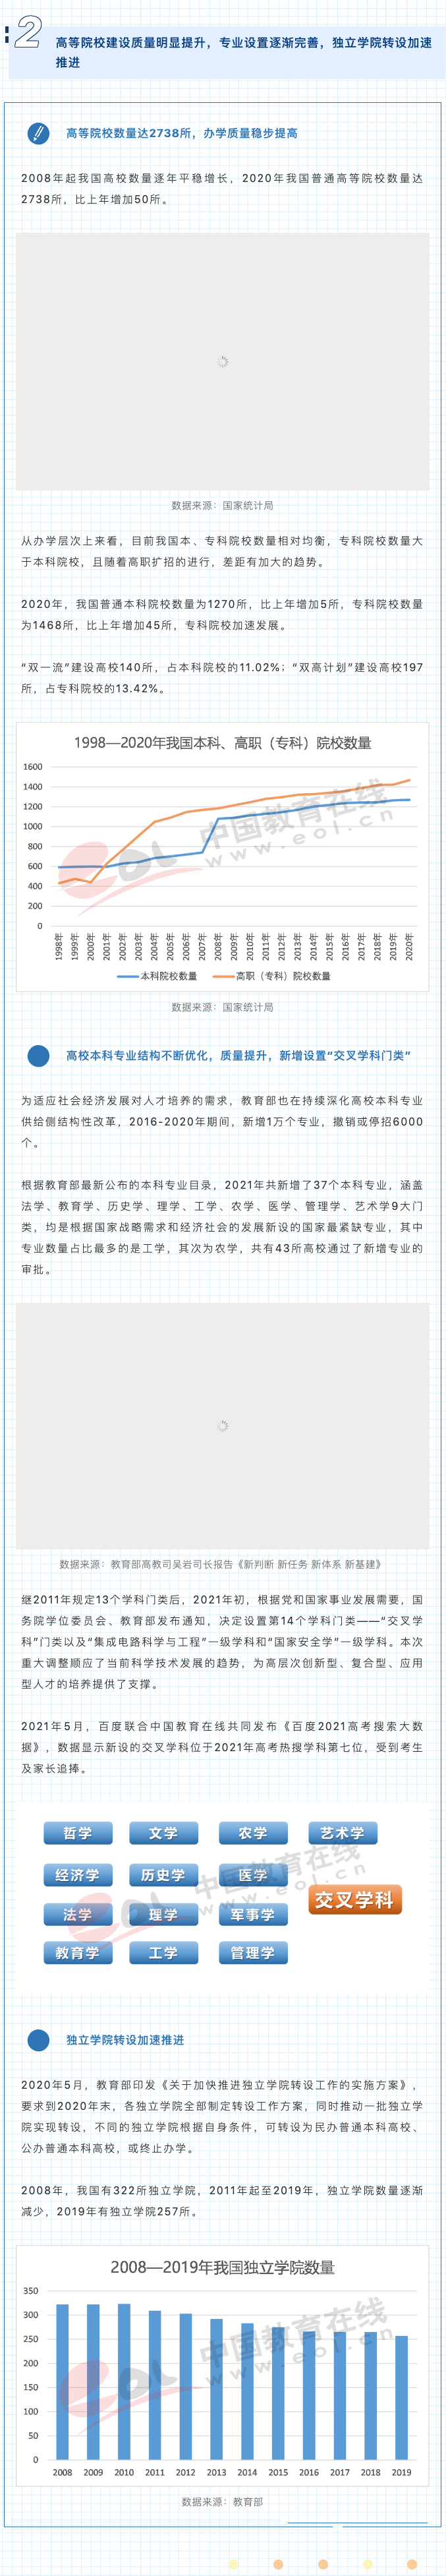 2
高等院校建设质量明显提升，专业设置逐渐完善，独立学院转设加速
推进
高等院校数量达2738所，办学质量稳步提高
2008年起我国高校数量逐年平稳增长，2020年我国普通高等院校数量达
2738所，比上年增加50所。
数据来源：国家统计局
从办学层次上来看，目前我国本、专科院校数量相对均衡，专科院校数量大
于本科院校，且随着高职扩招的进行，差距有加大的趋势。
2020年，我国普通本科院校数量为1270所，比上年增加5所，专科院校数量
为1468所，比上年增加45所，专科院校加速发展。
“双一流”建设高校140所，占本科院校的11.02%；“双高计划”建设高校197
所，占专科院校的13.42%。
1998—2020年我国本科、高职（专科）院校数量
1600
1400
1200
1000
800
600
400
200
0
1998年 1999年 2000年 2001年 2002年 2003年 2004年 2005年 2006年 2007年 2008年 2009年 2010年 2011年 2012年 2013年 2014年 2015年 2016年 2017年 2018年 2019年 2020年
本科院校数量 高职（专科）院校数量
eol 中国教育在线
www.eol.cn
数据来源：国家统计局
高校本科专业结构不断优化，质量提升，新增设置“交叉学科门类”
为适应社会经济发展对人才培养的需求，教育部也在持续深化高校本科专业
供给侧结构性改革，2016-2020年期间，新增1万个专业，撤销或停招6000
个。
根据教育部最新公布的本科专业目录，2021年共新增了37个本科专业，涵盖
法学、教育学、历史学、理学、工学、农学、医学、管理学、艺术学9大门
类，均是根据国家战略需求和经济社会的发展新设的国家最紧缺专业，其中
专业数量占比最多的是工学，其次为农学，共有43所高校通过了新增专业的
审批。
数据来源：教育部高教司吴岩司长报告《新判断 新任务 新体系 新基建》
继2011年规定13个学科门类后，2021年初，根据党和国家事业发展需要，国
务院学位委员会、教育部发布通知，决定设置第14个学科门类——“交叉学
科”门类以及“集成电路科学与工程”一级学科和“国家安全学”一级学科。本次
重大调整顺应了当前科学技术发展的趋势，为高层次创新型、复合型、应用
型人才的培养提供了支撑。
2021年5月，百度联合中国教育在线共同发布《百度2021高考搜索大数
据》，数据显示新设的交叉学科位于2021年高考热搜学科第七位，受到考生
及家长追捧。
哲学 文学 农学 艺术学
经济学 历史学 医学
交叉学科
法学 理学 军事学
教育学 工学 管理学
eol 中国教育在线
www.eol.cn
独立学院转设加速推进
2020年5月，教育部印发《关于加快推进独立学院转设工作的实施方案》，
要求到2020年末，各独立学院全部制定转设工作方案，同时推动一批独立学
院实现转设，不同的独立学院根据自身条件，可转设为民办普通本科高校、
公办普通本科高校，或终止办学。
2008年，我国有322所独立学院，2011年起至2019年，独立学院数量逐渐
减少，2019年有独立学院257所。
2008—2019年我国独立学院数量
350
300
250
200
150
100
50
0
2008 2009 2010 2011 2012 2013 2014 2015 2016 2017 2018 2019
eol 中国教育在线
www.eol.cn
数据来源：教育部